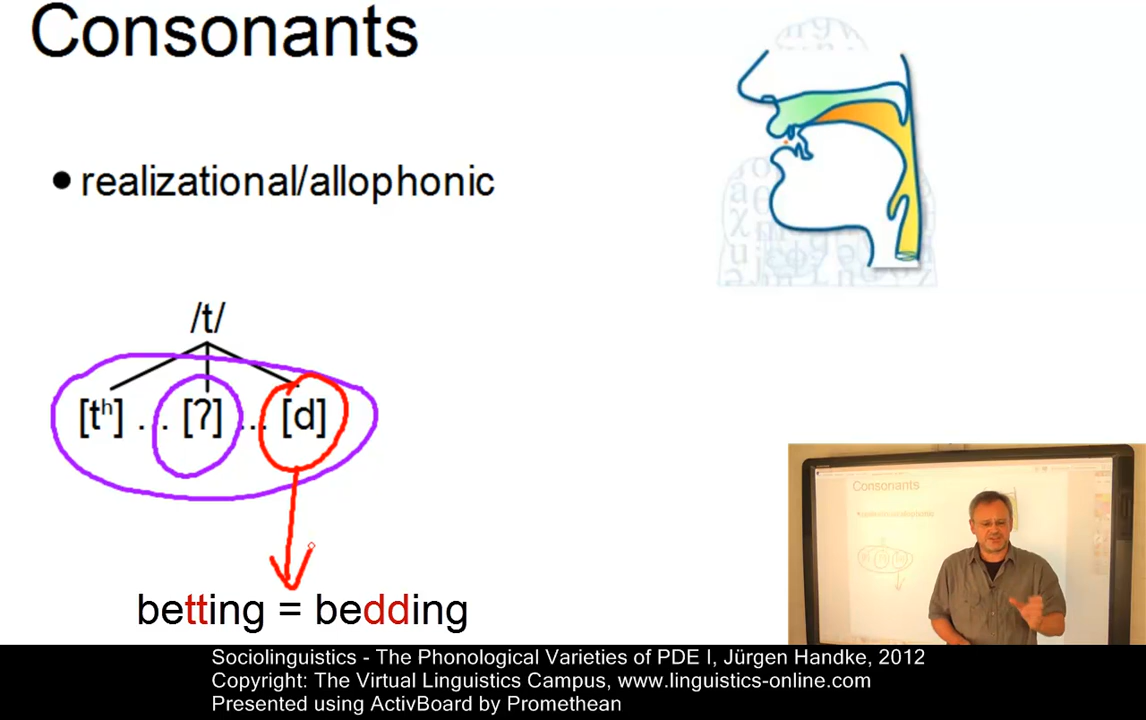 Consonants
• realizational/allophonic
/t/
[tʰ] ... [ʔ] ... [d]
betting = bedding
Consonants
Sociolinguistics - The Phonological Varieties of PDE I, Jürgen Handke, 2012
Copyright: The Virtual Linguistics Campus, www.linguistics-online.com
Presented using ActivBoard by Promethean